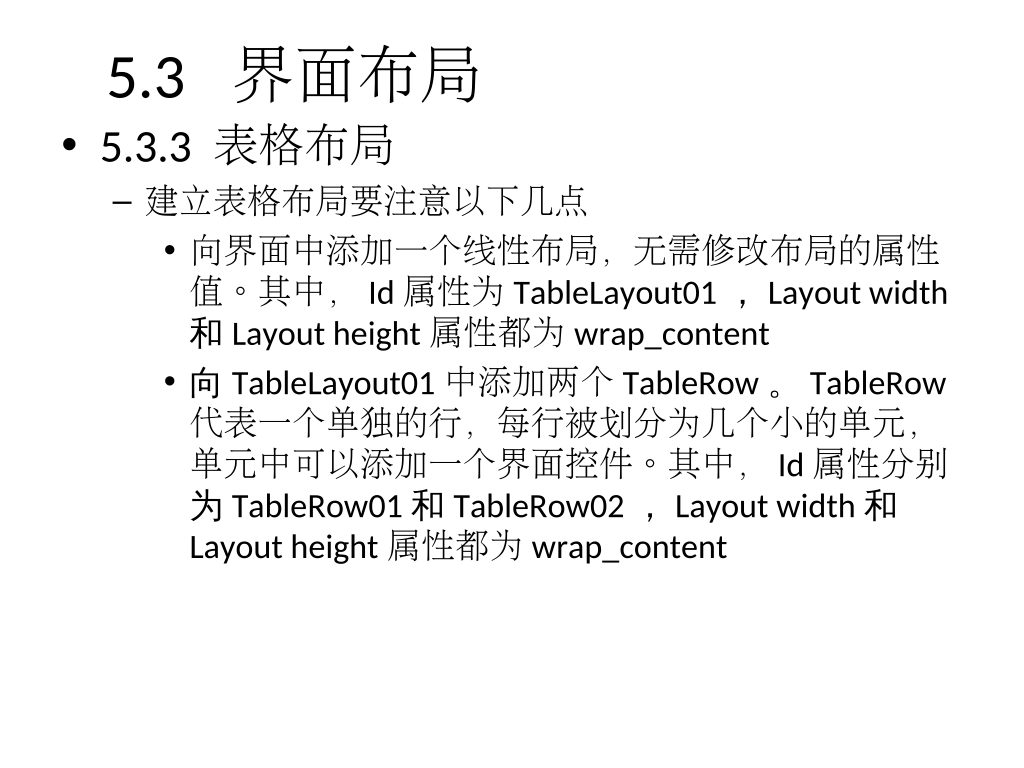 5.3 界面布局
• 5.3.3 表格布局
– 建立表格布局要注意以下几点
• 向界面中添加一个线性布局，无需修改布局的属性
值。其中， Id 属性为 TableLayout01 ，Layout width
和 Layout height 属性都为 wrap_content
• 向 TableLayout01 中添加两个 TableRow 。 TableRow
代表一个单独的行，每行被划分为几个小的单元，
单元中可以添加一个界面控件。其中， Id 属性分别
为 TableRow01 和 TableRow02 ，Layout width 和
Layout height 属性都为 wrap_content